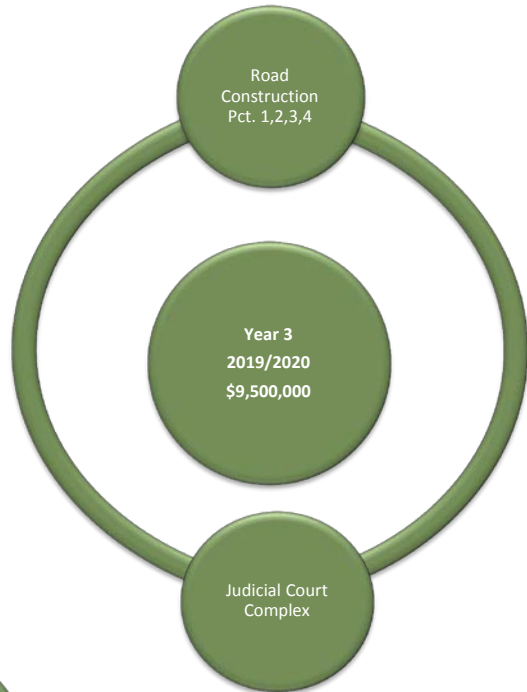 Road
Construction
Pct. 1,2,3,4
Year 3
2019/2020
$9,500,000
Judicial Court
Complex